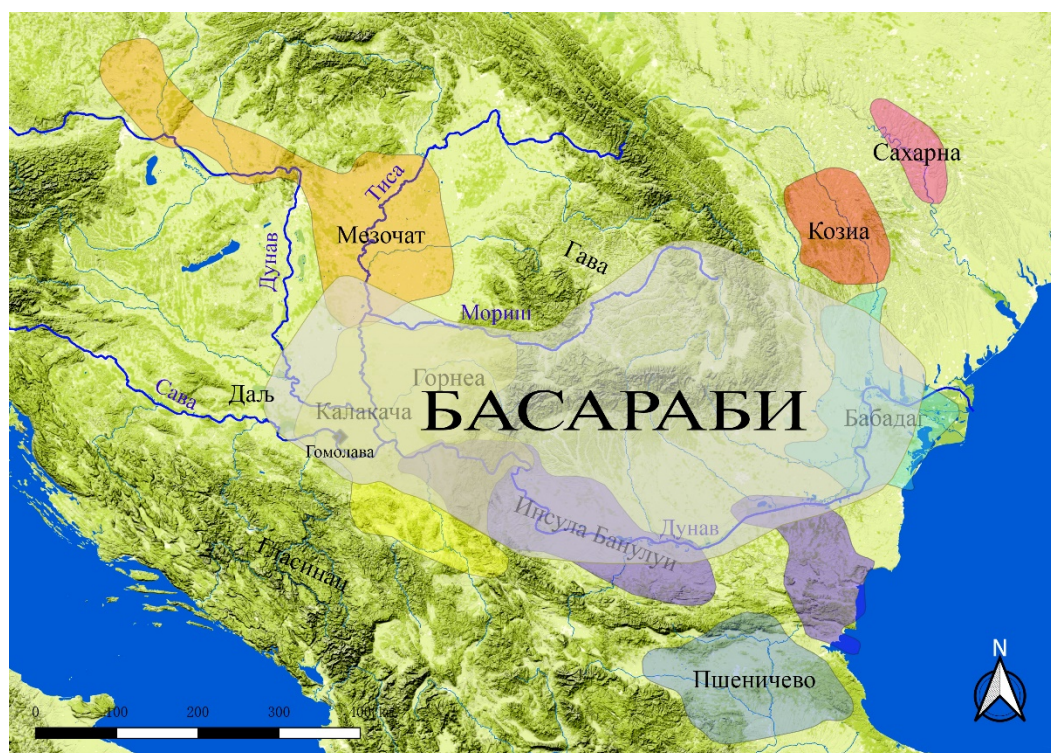 Сахарна
Тиса
Козиа
Мезочат
Дунав
Гава
Мориш
Горнеа
Сава
Даљ
БАСАРАБИ
Калакача
Бабадаг
Гомолава
Инсула Банулуи
Дунав
Гласинац
N
Пшеничево
0 100 200 300